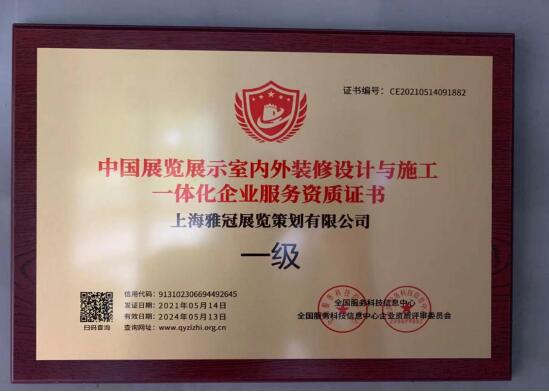 证书编号：CE20210514091882
中国展览展示室内外装修设计与施工
一体化企业服务资质证书
上海雅冠展览策划有限公司
一级
信用代码：913102306694492645
发证日期：2021年05月14日
有效日期：2024年05月13日
查询网址：www.qyzizhi.org.cn
扫码查询
全国服务科技信息中心
全国服务科技信息中心企业资质评审委员会